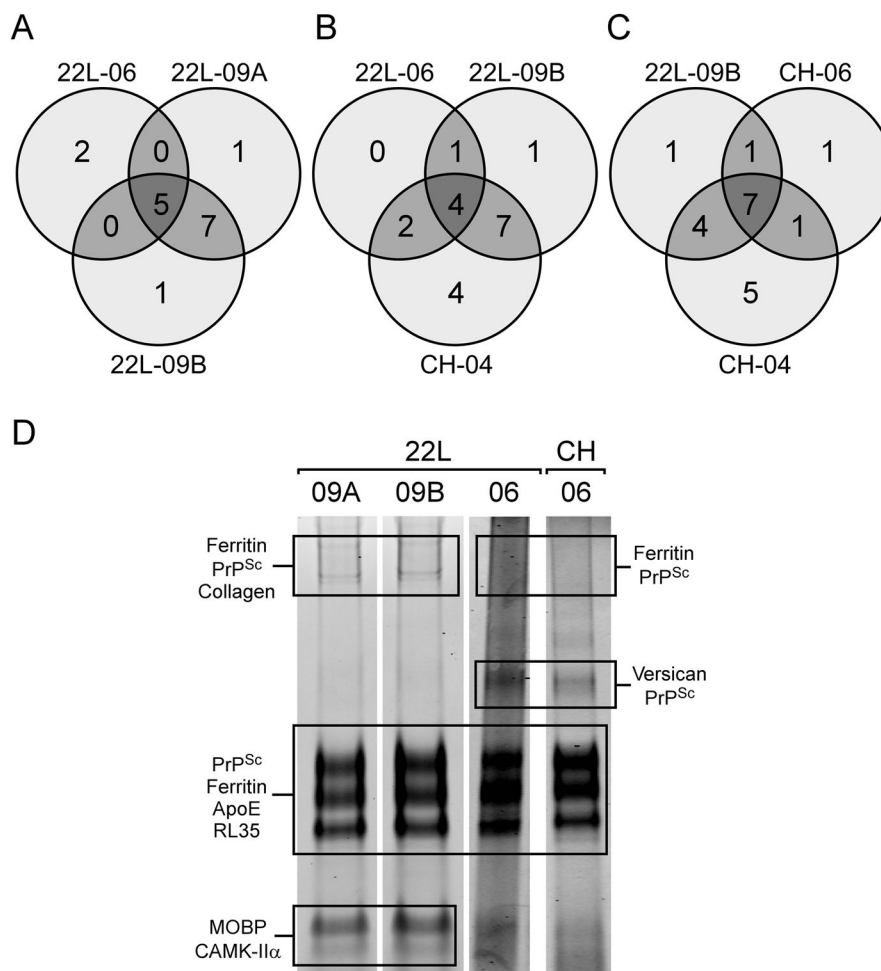 A
B
C
22L-06 22L-09A
22L-06 22L-09B
22L-09B CH-06
2 0 1
5
0 7
1
22L-09B
0 1 1
4
2 7
4
CH-04
1 1 1
7
4 1
5
CH-04
D
22L CH
09A 09B 06 06
Ferritin
PrPSc
Collagen
Ferritin
PrPSc
Versican
PrPSc
PrPSc
Ferritin
ApoE
RL35
MOBP
CAMK-IIα